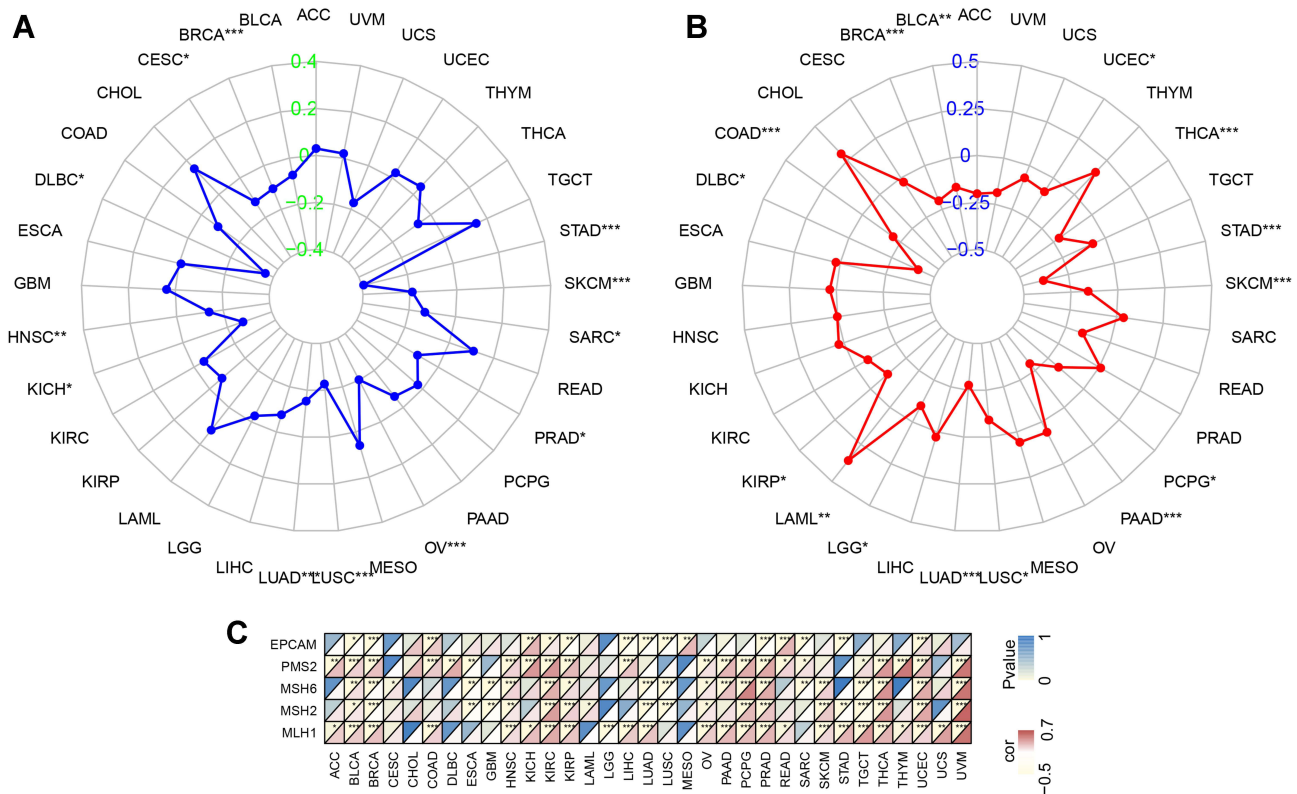 A
ACC
UVM
UCS
UCEC
THYM
THCA
TGCT
STAD***
SKCM***
SARC*
READ
PRAD*
PCPG
PAAD
OV***
MESO
LUSC***
LUAD***
LIHC
LGG
LAML
KIRP
KIRC
KICH*
HNSC**
GBM
ESCA
DLBC*
COAD
CHOL
CESC*
BRCA***
BLCA
0.4
0.2
0
−0.2
−0.4
B
ACC
UVM
UCS
UCEC*
THYM
THCA***
TGCT
STAD***
SKCM***
SARC
READ
PRAD
PCPG*
PAAD***
OV
MESO
LUSC*
LUAD***
LIHC
LGG*
LAML**
KIRP*
KIRC
KICH
HNSC
GBM
ESCA
DLBC*
COAD***
CHOL
CESC
BRCA***
BLCA**
0.5
0.25
0
−0.25
−0.5
C
EPCAM
PMS2
MSH6
MSH2
MLH1
ACC BLCA BRCA CESC CHOL COAD DLBC ESCA GBM HNSC KICH KIRC KIRP LAML LGG LIHC LUAD LUSC MESO OV PAAD PCPG PRAD READ SARC SKCM STAD TGCT THCA THYM UCEC UCS UVM
Pvalue
1
0
cor
0.7
−0.5